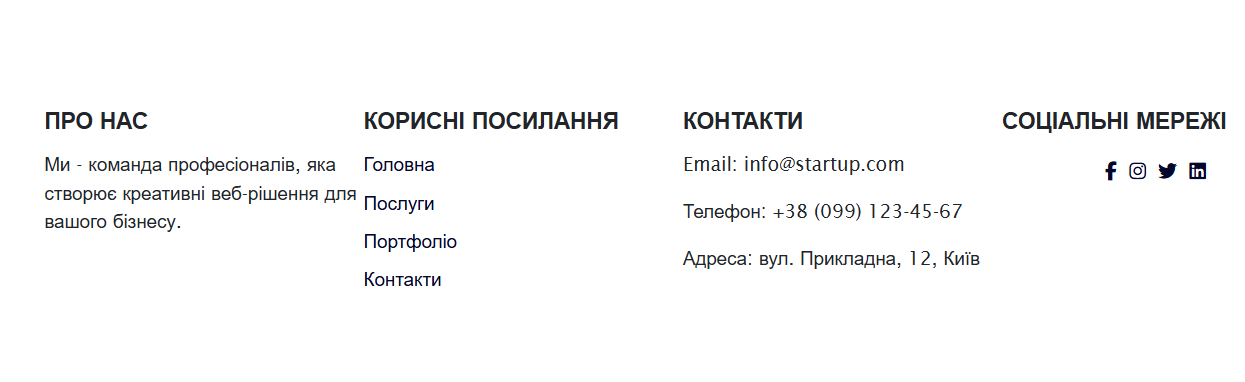 ПРО НАС
Ми - команда професіоналів, яка
створює креативні веб-рішення для
вашого бізнесу.
КОРИСНІ ПОСИЛАННЯ
Головна
Послуги
Портфоліо
Контакти
КОНТАКТИ
Email: info@startup.com
Телефон: +38 (099) 123-45-67
Адреса: вул. Прикладна, 12, Київ
СОЦІАЛЬНІ МЕРЕЖІ